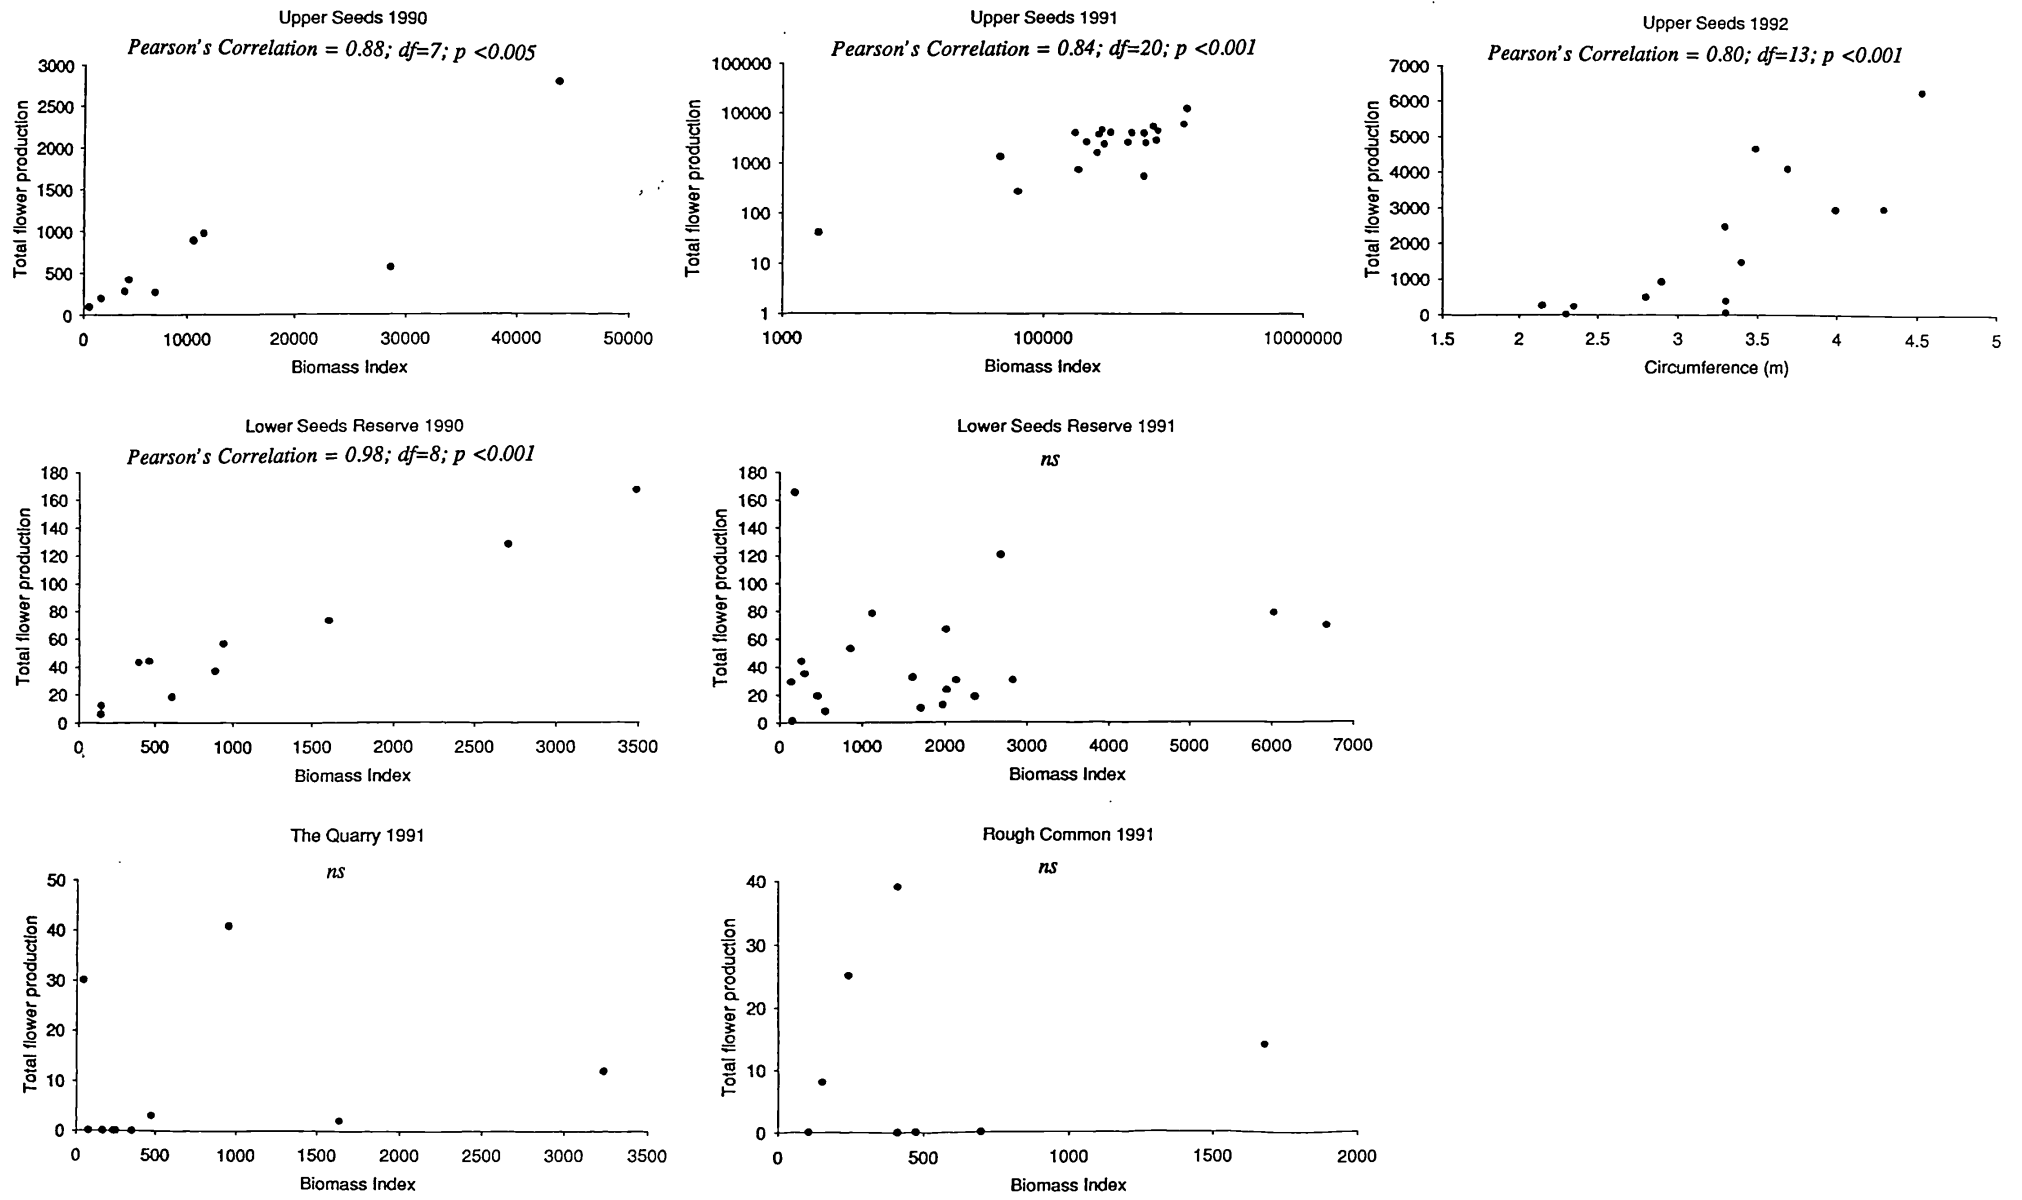 Upper Seeds 1990
Pearson's Correlation = 0.88; df=7; p <0.005
3000
2500
2000
1500
1000
500
0
Total flower production
0 10000 20000 30000 40000 50000
Biomass Index
Upper Seeds 1991
Pearson's Correlation = 0.84; df=20; p <0.001
100000
10000
1000
100
10
1
Total flower production
1000 100000 10000000
Biomass Index
Upper Seeds 1992
Pearson's Correlation = 0.80; df=13; p <0.001
7000
6000
5000
4000
3000
2000
1000
0
Total flower production
1.5 2 2.5 3 3.5 4 4.5 5
Circumference (m)
Lower Seeds Reserve 1990
Pearson's Correlation = 0.98; df=8; p <0.001
180
160
140
120
100
80
60
40
20
0
Total flower production
0 500 1000 1500 2000 2500 3000 3500
Biomass Index
Lower Seeds Reserve 1991
ns
180
160
140
120
100
80
60
40
20
0
Total flower production
0 1000 2000 3000 4000 5000 6000 7000
Biomass Index
The Quarry 1991
ns
50
40
30
20
10
0
Total flower production
0 500 1000 1500 2000 2500 3000 3500
Biomass Index
Rough Common 1991
ns
40
30
20
10
0
Total flower production
0 500 1000 1500 2000
Biomass Index